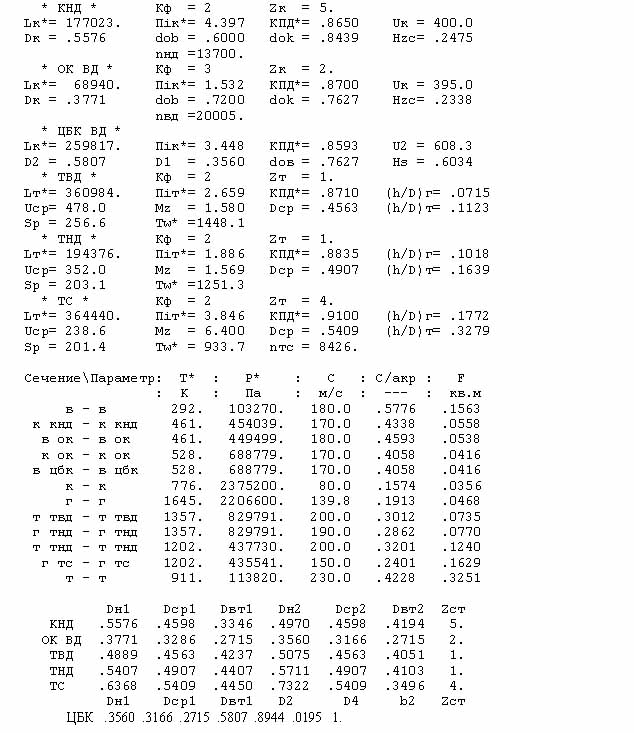 * КНД * Кф = 2 Zк = 5.
Lк*= 177023. Пiк*= 4.397 КПД*= .8650 Uк = 400.0
Dк = .5576 dов = .6000 dок = .8439 Hzc= .2475
nнд =13700.
* ОК ВД * Кф = 3 Zк = 2.
Lк*= 68940. Пiк*= 1.532 КПД*= .8700 Uк = 395.0
Dк = .3771 dов = .7200 dок = .7627 Hzc= .2338
nвд =20005.
* ЦБК ВД *
Lк*= 259817. Пiк*= 3.448 КПД*= .8593 U2 = 608.3
D2 = .5807 D1 = .3560 dов = .7627 Hs = .6034
* ТВД * Кф = 2 Zт = 1.
Lт*= 360984. Пiт*= 2.659 КПД*= .8710 (h/D)г= .0715
Uср= 478.0 Mz = 1.580 Dср = .4563 (h/D)т= .1123
Sр = 256.6 Tw* =1448.1
* ТНД * Кф = 2 Zт = 1.
Lт*= 194376. Пiт*= 1.886 КПД*= .8835 (h/D)г= .1018
Uср= 352.0 Mz = 1.569 Dср = .4907 (h/D)т= .1639
Sр = 203.1 Tw* =1251.3
* ТС * Кф = 2 Zт = 4.
Lт*= 364440. Пiт*= 3.846 КПД*= .9100 (h/D)г= .1772
Uср= 238.6 Mz = 6.400 Dср = .5409 (h/D)т= .3279
Sр = 201.4 Tw* = 933.7 nтс = 8426.
Сечение\Параметр: T* : P* : C : C/акр : F
: К : Па : м/с : --- : кв.м
в - в 292. 103270. 180.0 .5776 .1563
к кнд - к кнд 461. 454039. 170.0 .4338 .0558
в ок - в ок 461. 449499. 180.0 .4593 .0538
к ок - к ок 528. 688779. 170.0 .4058 .0416
в цбк - в цбк 528. 688779. 170.0 .4058 .0416
к - к 776. 2375200. 80.0 .1574 .0356
г - г 1645. 2206600. 139.8 .1913 .0468
т твд - т твд 1357. 829791. 200.0 .3012 .0735
г тнд - г тнд 1357. 829791. 190.0 .2862 .0770
т тнд - т тнд 1202. 437730. 200.0 .3201 .1240
г тс - г тс 1202. 435541. 150.0 .2401 .1629
т - т 911. 113820. 230.0 .4228 .3251
Dн1 Dср1 Dвт1 Dн2 Dср2 Dвт2 Zст
КНД .5576 .4598 .3346 .4970 .4598 .4194 5.
ОК ВД .3771 .3286 .2715 .3560 .3166 .2715 2.
ТВД .4889 .4563 .4237 .5075 .4563 .4051 1.
ТНД .5407 .4907 .4407 .5711 .4907 .4103 1.
ТС .6368 .5409 .4450 .7322 .5409 .3496 4.
Dн1 Dср1 Dвт1 D2 D4 b2 Zст
ЦБК .3560 .3166 .2715 .5807 .8944 .0195 1.